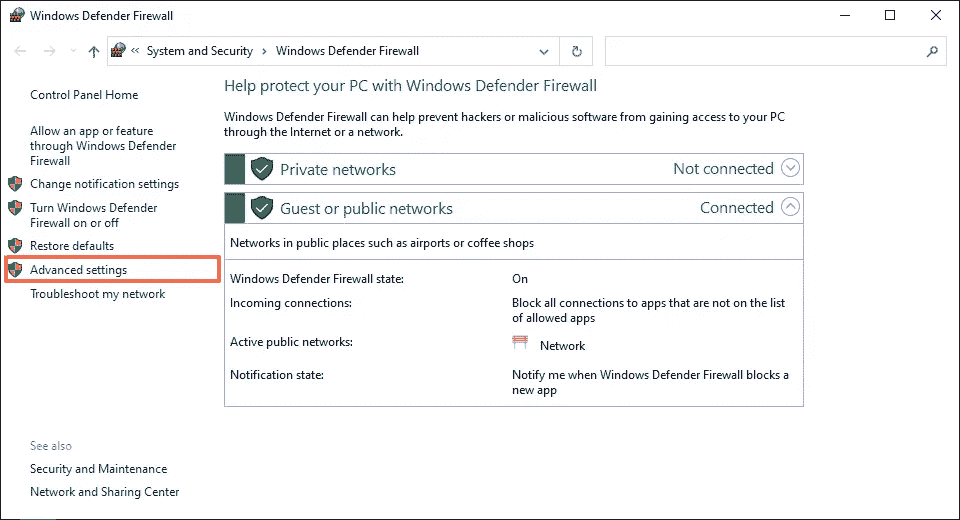 Windows Defender Firewall
« System and Security › Windows Defender Firewall
Control Panel Home
Allow an app or feature
through Windows Defender
Firewall
Change notification settings
Turn Windows Defender
Firewall on or off
Restore defaults
Advanced settings
Troubleshoot my network
See also
Security and Maintenance
Network and Sharing Center
Help protect your PC with Windows Defender Firewall
Windows Defender Firewall can help prevent hackers or malicious software from gaining access to your PC
through the Internet or a network.
Private networks Not connected
Guest or public networks Connected
Networks in public places such as airports or coffee shops
Windows Defender Firewall state: On
Incoming connections: Block all connections to apps that are not on the list
of allowed apps
Active public networks: Network
Notification state: Notify me when Windows Defender Firewall blocks a
new app